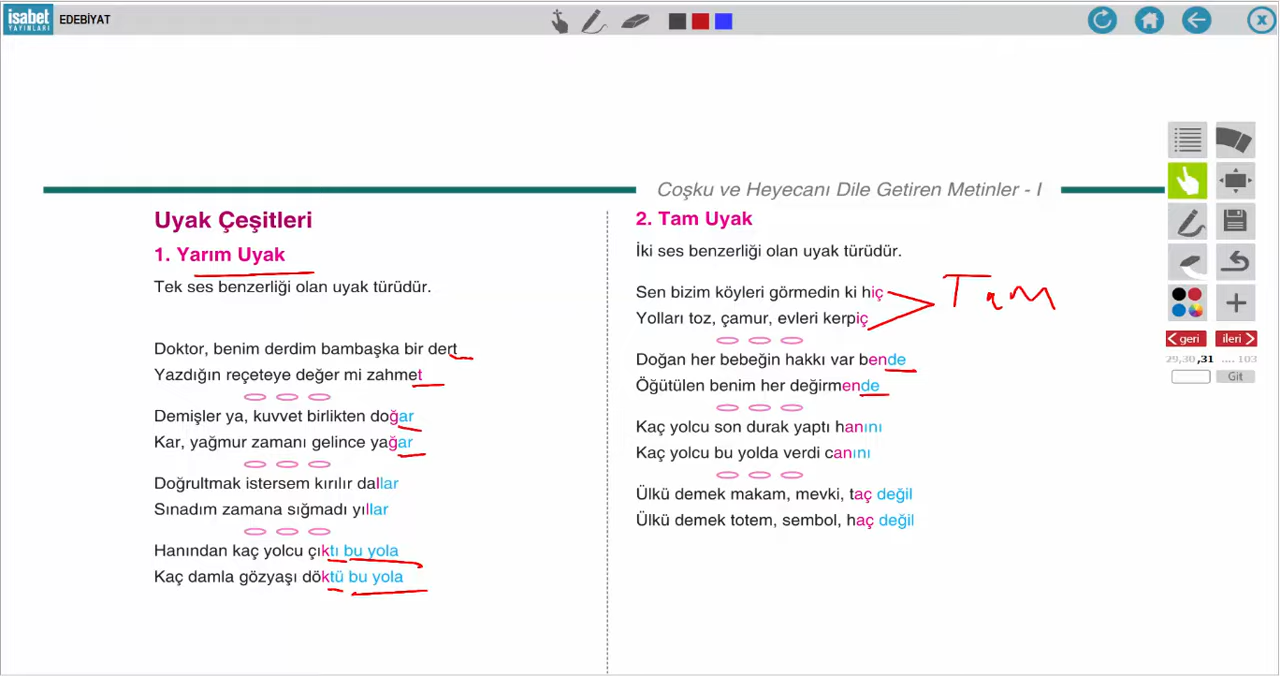 isabet
YAYINLARI
EDEBİYAT
Coşku ve Heyecanı Dile Getiren Metinler - I
Uyak Çeşitleri
1. Yarım Uyak
Tek ses benzerliği olan uyak türüdür.
Doktor, benim derdim bambaşka bir dert
Yazdığın reçeteye değer mi zahmet
Demişler ya, kuvvet birlikten doğar
Kar, yağmur zamanı gelince yağar
Doğrultmak istersem kırılır dallar
Sınadım zamana sığmadı yıllar
Hanından kaç yolcu çıktı bu yola
Kaç damla gözyaşı döktü bu yola
2. Tam Uyak
İki ses benzerliği olan uyak türüdür.
Sen bizim köyleri görmedin ki hiç
Yolları toz, çamur, evleri kerpiç
Tam
Doğan her bebeğin hakkı var bende
Öğütülen benim her değirmende
Kaç yolcu son durak yaptı hanını
Kaç yolcu bu yolda verdi canını
Ülkü demek makam, mevki, taç değil
Ülkü demek totem, sembol, haç değil
geri
ileri
29,30,31 .... 103
Git